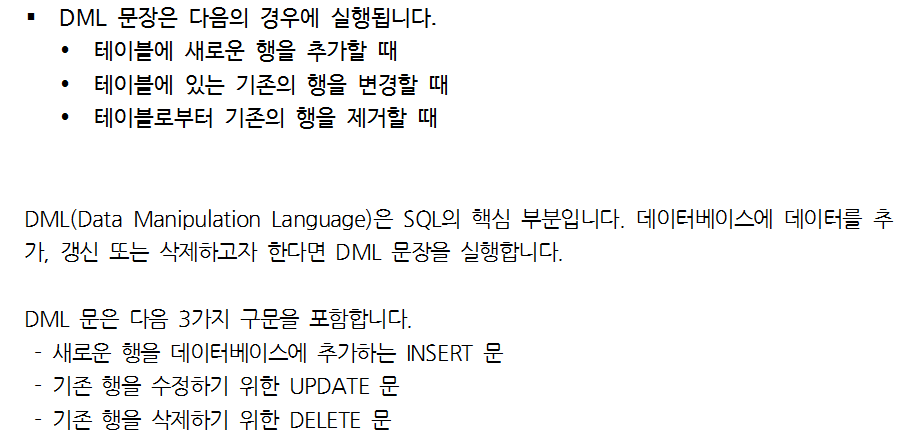 ▪ DML 문장은 다음의 경우에 실행됩니다.
• 테이블에 새로운 행을 추가할 때
• 테이블에 있는 기존의 행을 변경할 때
• 테이블로부터 기존의 행을 제거할 때
DML(Data Manipulation Language)은 SQL의 핵심 부분입니다. 데이터베이스에 데이터를 추
가, 갱신 또는 삭제하고자 한다면 DML 문장을 실행합니다.
DML 문은 다음 3가지 구문을 포함합니다.
- 새로운 행을 데이터베이스에 추가하는 INSERT 문
- 기존 행을 수정하기 위한 UPDATE 문
- 기존 행을 삭제하기 위한 DELETE 문